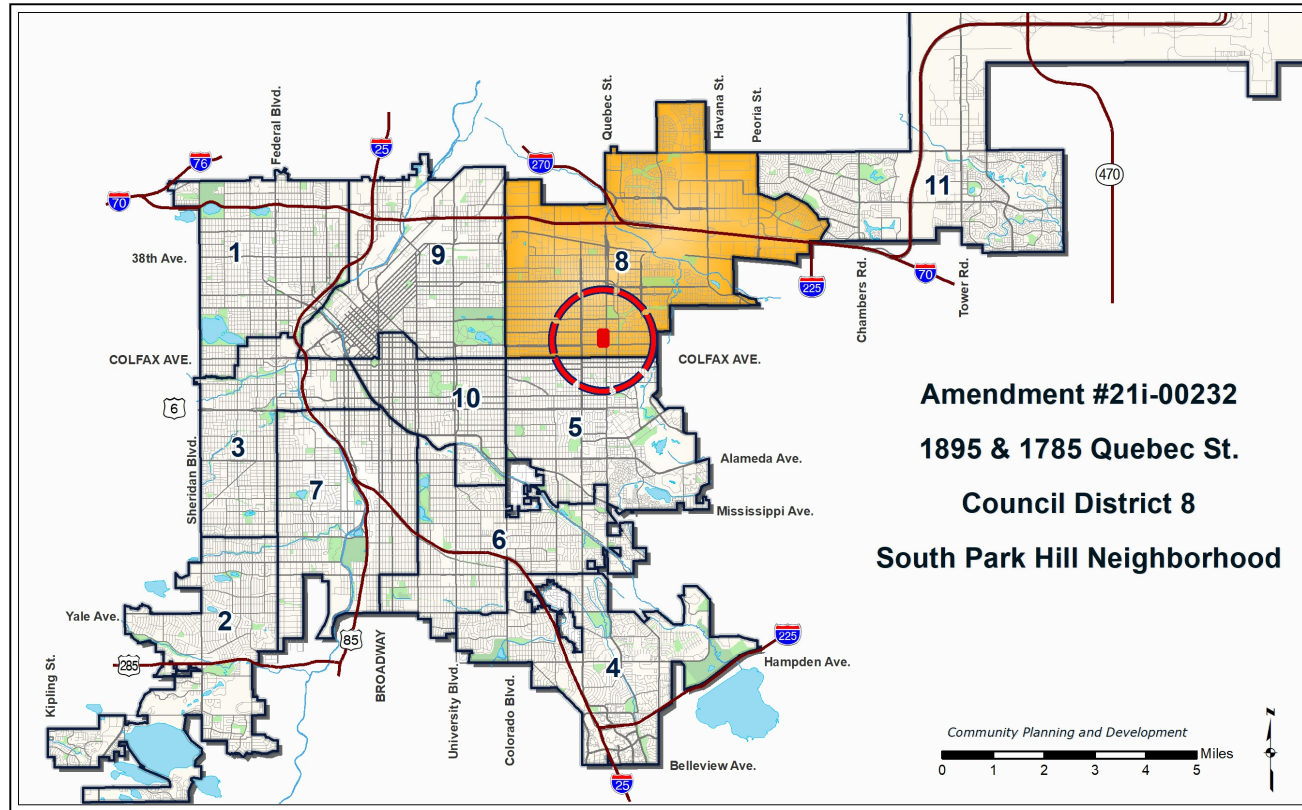 Federal Blvd.
Quebec St.
Havana St.
Peoria St.
76
25
270
470
70
11
1
9
38th Ave.
8
225
Chambers Rd.
70
Tower Rd.
COLFAX AVE.
COLFAX AVE.
6
10
5
Amendment #21i-00232
1895 & 1785 Quebec St.
Council District 8
South Park Hill Neighborhood
3
Sheridan Blvd.
7
Alameda Ave.
Mississippi Ave.
6
Yale Ave.
2
85
285
BROADWAY
University Blvd.
Colorado Blvd.
4
225
Hampden Ave.
Kipling St.
Belleview Ave.
25
Community Planning and Development
Miles
0 1 2 3 4 5
z